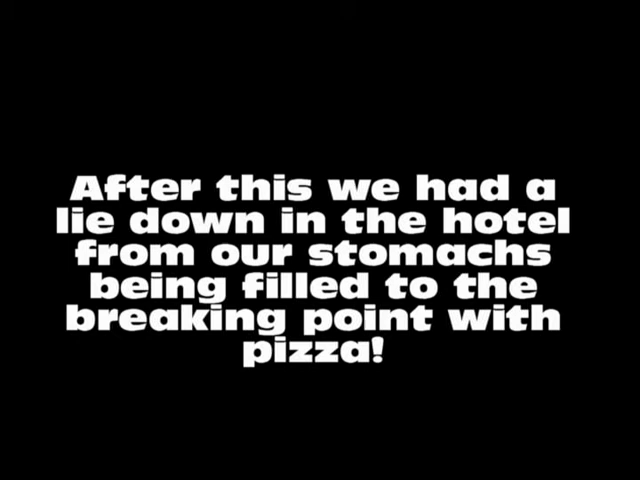 After this we had a
lie down in the hotel
from our stomachs
being filled to the
breaking point with
pizza!